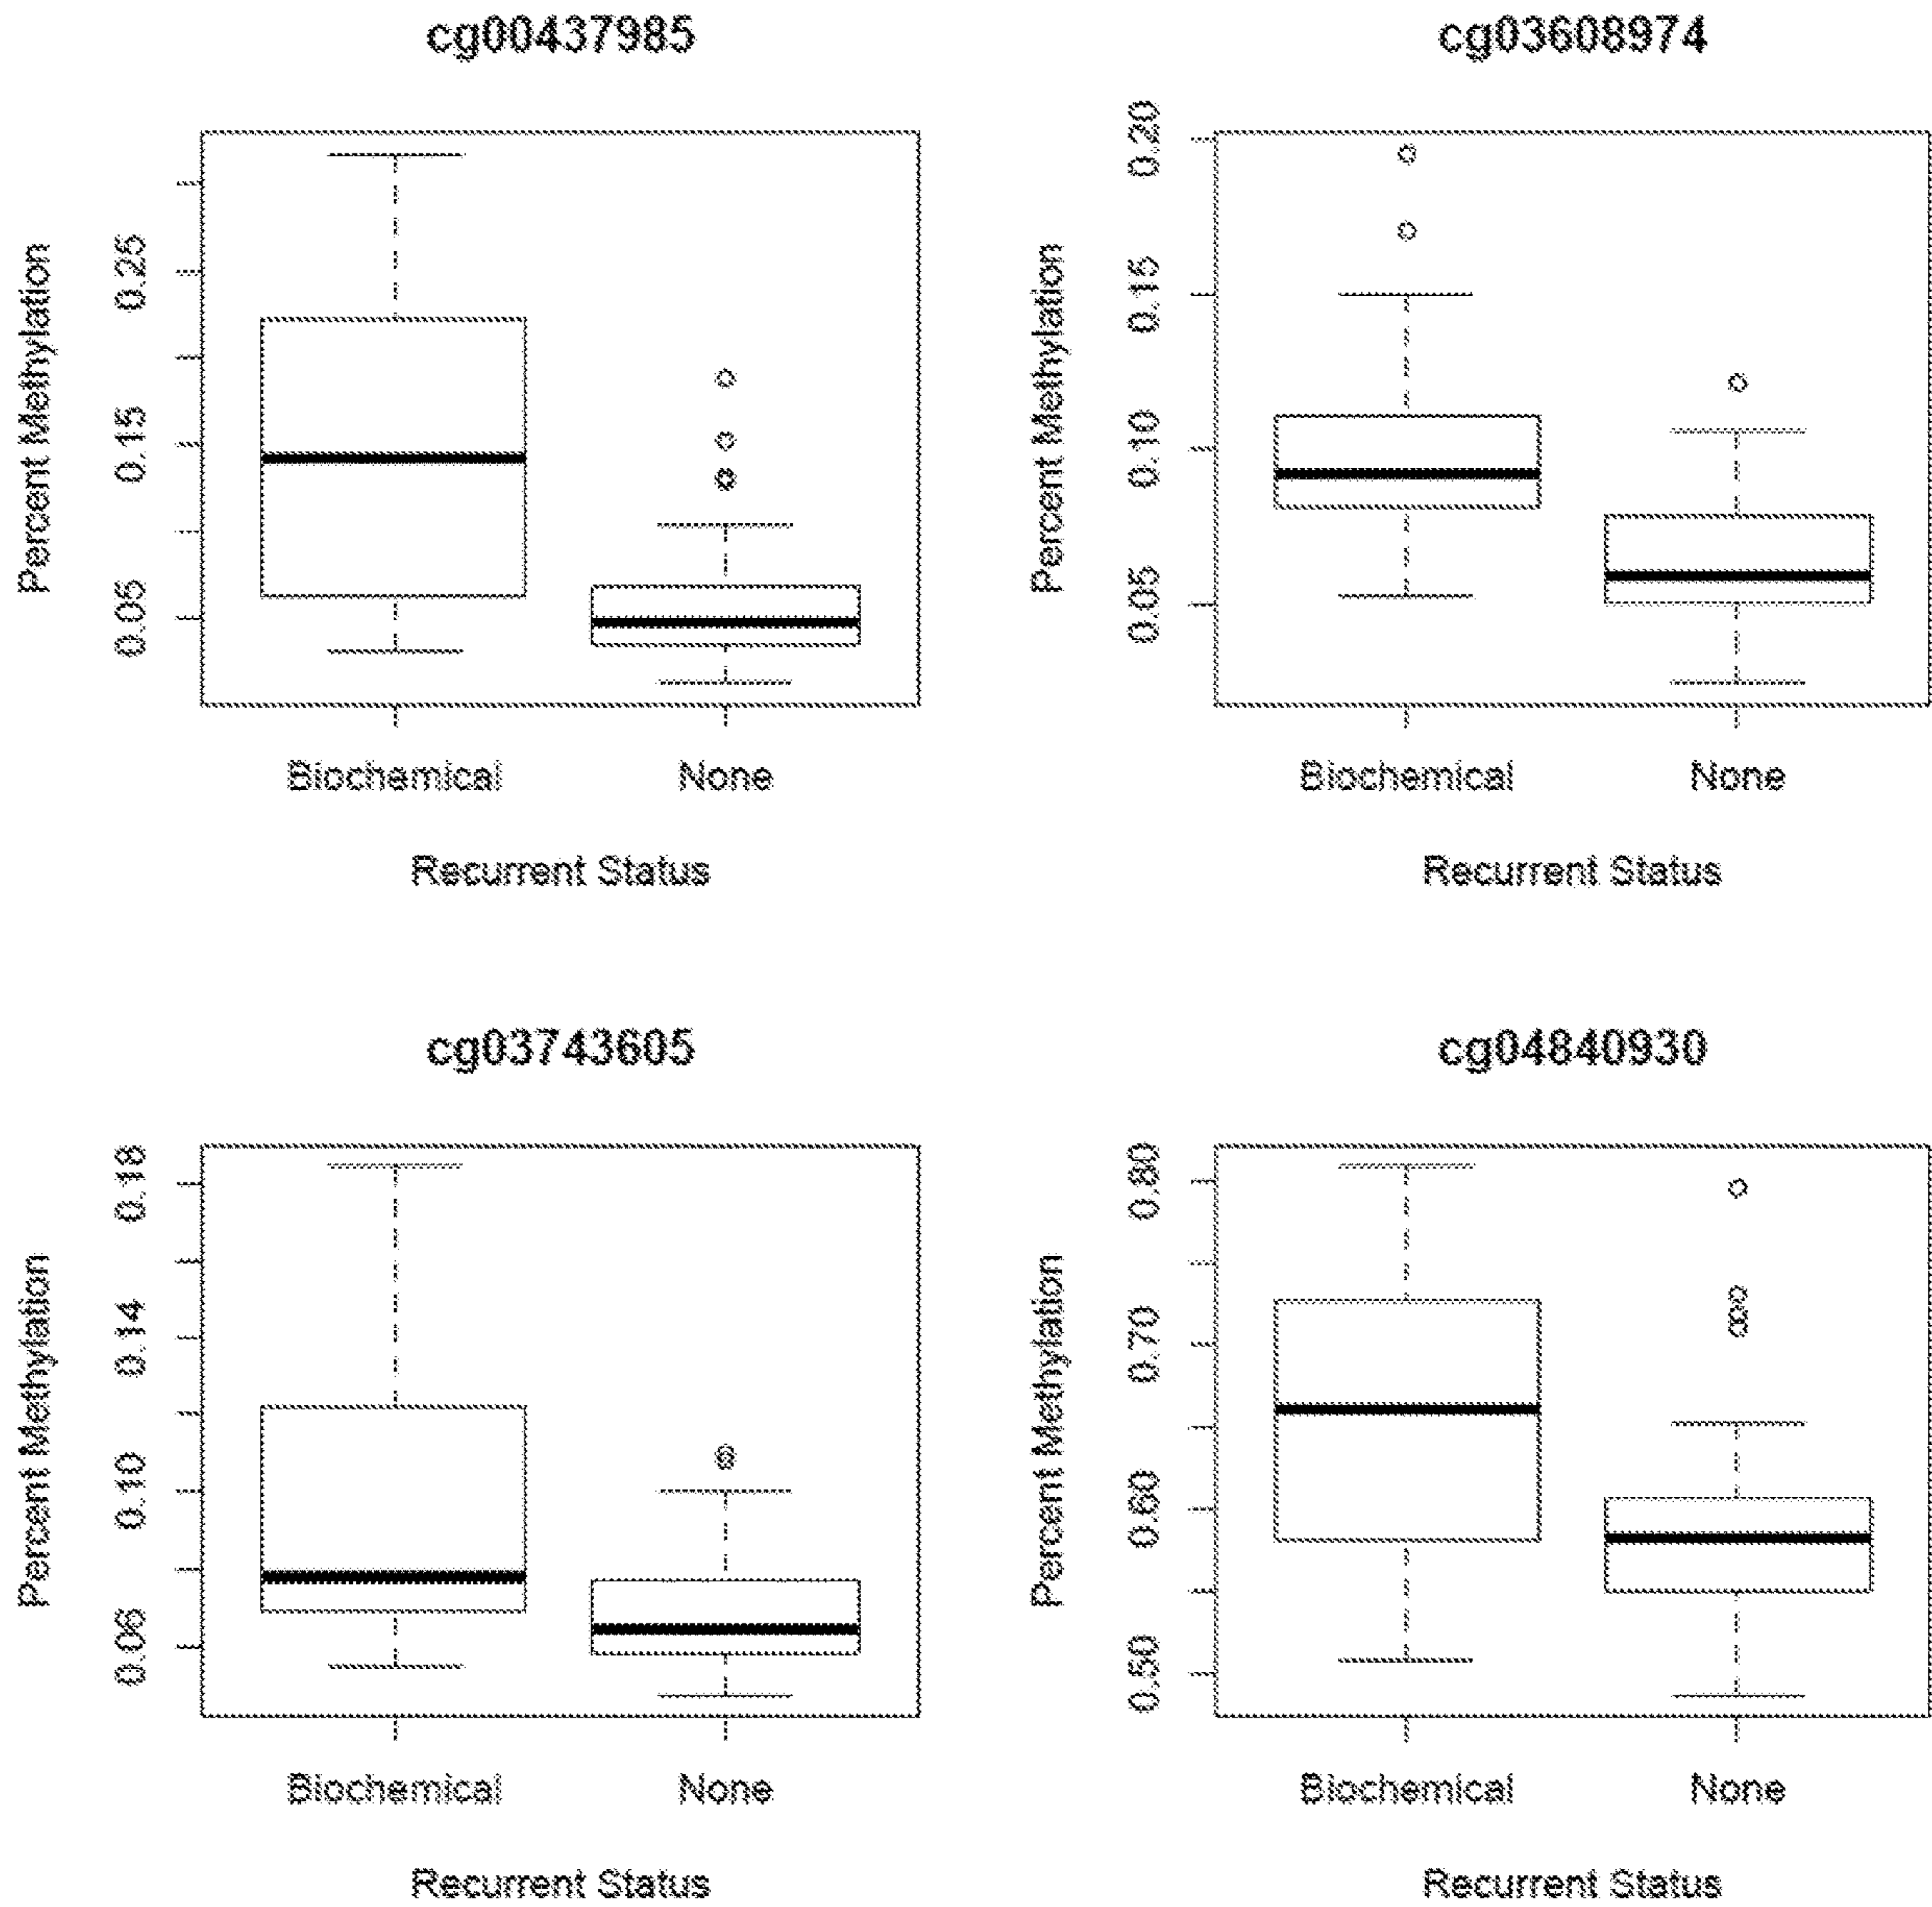 cg00437985
Percent Methylation
0.25
0.15
0.05
Biochemical None
Recurrent Status
cg03608974
Percent Methylation
0.20
0.15
0.10
0.05
Biochemical None
Recurrent Status
cg03743605
Percent Methylation
0.18
0.14
0.10
0.06
Biochemical None
Recurrent Status
cg04840930
Percent Methylation
0.80
0.70
0.60
0.50
Biochemical None
Recurrent Status